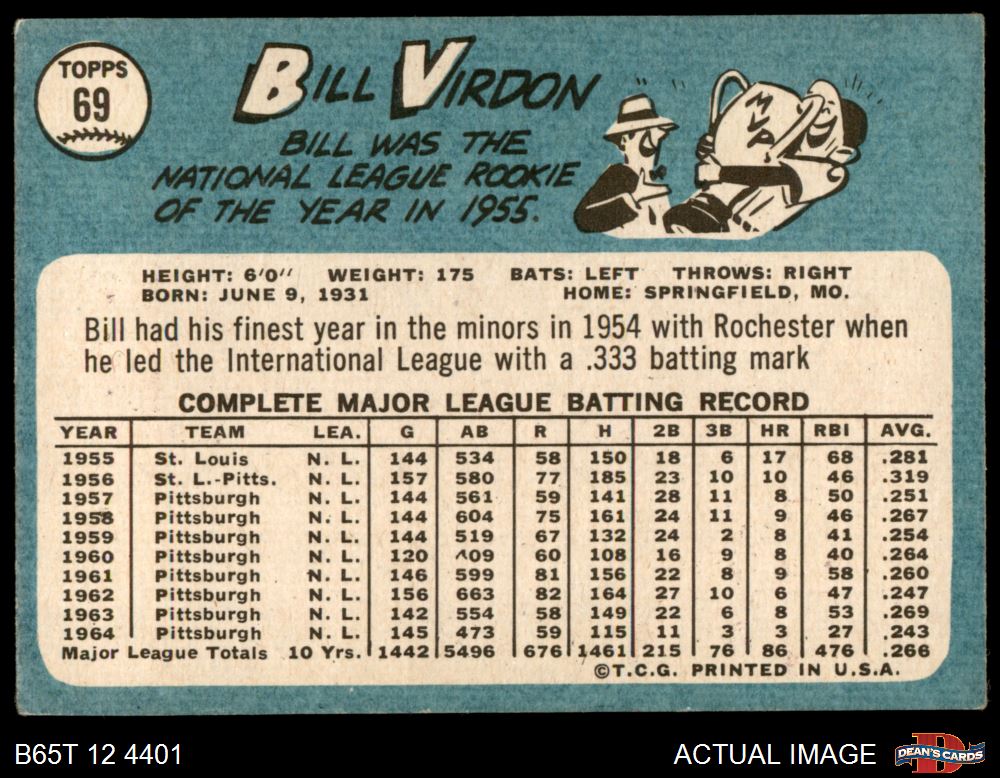 TOPPS
69
BILL VIRDON
BILL WAS THE
NATIONAL LEAGUE ROOKIE
OF THE YEAR IN 1955.
MVP
HEIGHT: 6'0" WEIGHT: 175 BATS: LEFT THROWS: RIGHT
BORN: JUNE 9, 1931 HOME: SPRINGFIELD, MO.
Bill had his finest year in the minors in 1954 with Rochester when
he led the International League with a .333 batting mark
COMPLETE MAJOR LEAGUE BATTING RECORD
YEAR TEAM LEA. G AB R H 2B 3B HR RBI AVG.
1955 St. Louis N. L. 144 534 58 150 18 6 17 68 .281
1956 St. L.-Pitts. N. L. 157 580 77 185 23 10 10 46 .319
1957 Pittsburgh N. L. 144 561 59 141 28 11 8 50 .251
1958 Pittsburgh N. L. 144 604 75 161 24 11 9 46 .267
1959 Pittsburgh N. L. 144 519 67 132 24 2 8 41 .254
1960 Pittsburgh N. L. 120 409 60 108 16 9 8 40 .264
1961 Pittsburgh N. L. 146 599 81 156 22 8 9 58 .260
1962 Pittsburgh N. L. 156 663 82 164 27 10 6 47 .247
1963 Pittsburgh N. L. 142 554 58 149 22 6 8 53 .269
1964 Pittsburgh N. L. 145 473 59 115 11 3 3 27 .243
Major League Totals 10 Yrs. 1442 5496 676 1461 215 76 86 476 .266
©T.C.G. PRINTED IN U.S.A.
B65T 12 4401 ACTUAL IMAGE DEAN'S CARDS